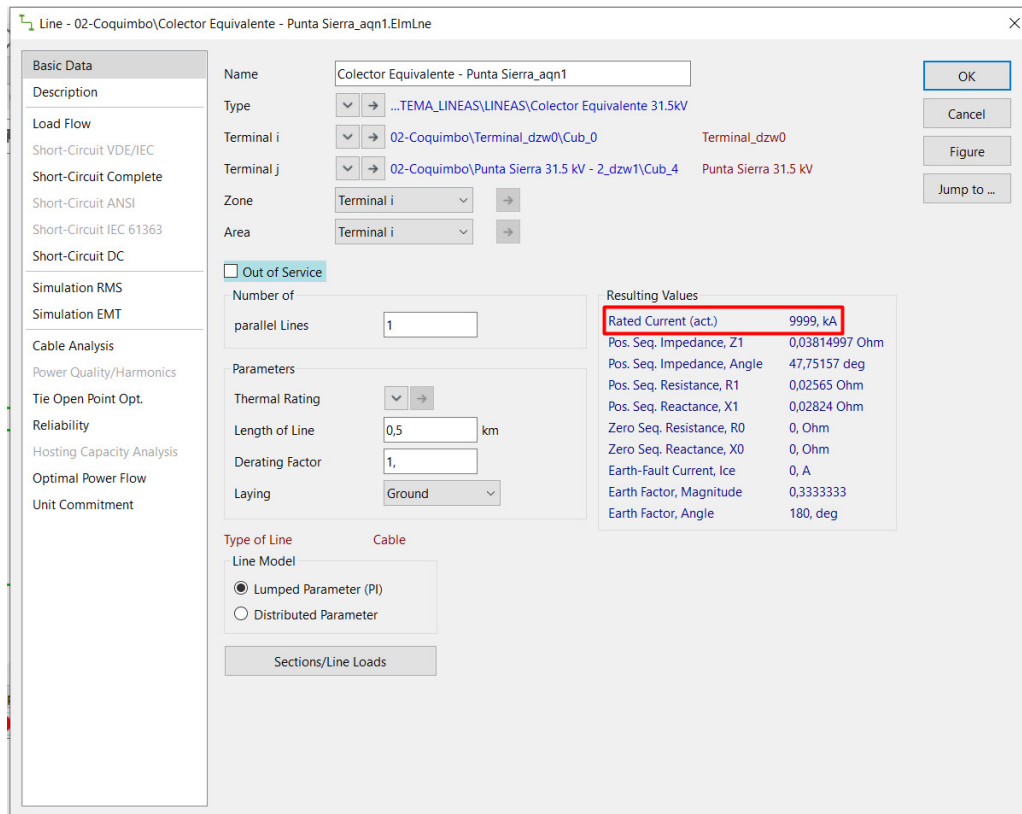 Line - 02-Coquimbo\Colector Equivalente - Punta Sierra_aqn1.ElmLne
Basic Data
Description
Load Flow
Short-Circuit VDE/IEC
Short-Circuit Complete
Short-Circuit ANSI
Short-Circuit IEC 61363
Short-Circuit DC
Simulation RMS
Simulation EMT
Cable Analysis
Power Quality/Harmonics
Tie Open Point Opt.
Reliability
Hosting Capacity Analysis
Optimal Power Flow
Unit Commitment
Name Colector Equivalente - Punta Sierra_aqn1
Type ...TEMA_LINEAS\LINEAS\Colector Equivalente 31.5kV
Terminal i 02-Coquimbo\Terminal_dzw0\Cub_0 Terminal_dzw0
Terminal j 02-Coquimbo\Punta Sierra 31.5 kV - 2_dzw1\Cub_4 Punta Sierra 31.5 kV
Zone Terminal i
Area Terminal i
Out of Service
Number of
parallel Lines 1
Parameters
Thermal Rating
Length of Line 0,5 km
Derating Factor 1,
Laying Ground
Type of Line Cable
Line Model
Lumped Parameter (PI)
Distributed Parameter
Sections/Line Loads
Resulting Values
Rated Current (act.) 9999, kA
Pos. Seq. Impedance, Z1 0,03814997 Ohm
Pos. Seq. Impedance, Angle 47,75157 deg
Pos. Seq. Resistance, R1 0,02565 Ohm
Pos. Seq. Reactance, X1 0,02824 Ohm
Zero Seq. Resistance, R0 0, Ohm
Zero Seq. Reactance, X0 0, Ohm
Earth-Fault Current, Ice 0, A
Earth Factor, Magnitude 0,3333333
Earth Factor, Angle 180, deg
OK
Cancel
Figure
Jump to ...